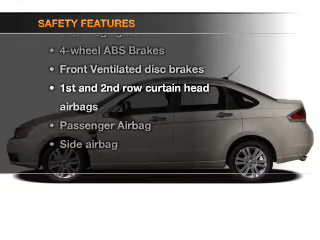 SAFETY FEATURES
• 4-wheel ABS Brakes
• Front Ventilated disc brakes
• 1st and 2nd row curtain head
airbags
• Passenger Airbag
• Side airbag